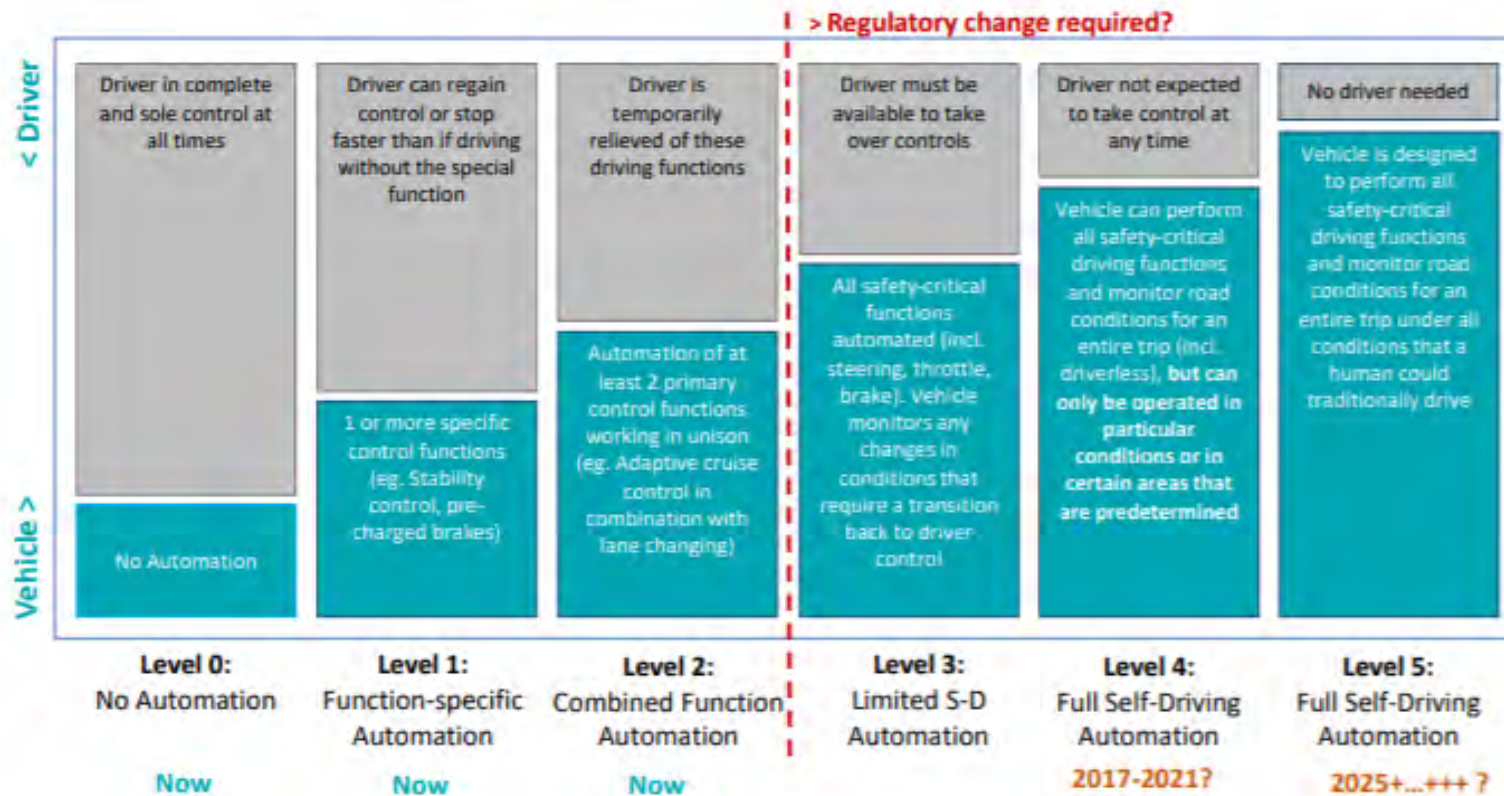 > Regulatory change required?
< Driver
Vehicle >
Driver in complete
and sole control at
all times
No Automation
Driver can regain
control or stop
faster than if driving
without the special
function
1 or more specific
control functions
(eg. Stability
control, pre-
charged brakes)
Driver is
temporarily
relieved of these
driving functions
Automation of at
least 2 primary
control functions
working in unison
(eg. Adaptive cruise
control in
combination with
lane changing)
Driver must be
available to take
over controls
All safety-critical
functions
automated (incl.
steering, throttle,
brake). Vehicle
monitors any
changes in
conditions that
require a transition
back to driver
control
Driver not expected
to take control at
any time
Vehicle can perform
all safety-critical
driving functions
and monitor road
conditions for an
entire trip (incl.
driverless), but can
only be operated in
particular
conditions or in
certain areas that
are predetermined
No driver needed
Vehicle is designed
to perform all
safety-critical
driving functions
and monitor road
conditions for an
entire trip under all
conditions that a
human could
traditionally drive
Level 0:
No Automation
Now
Level 1:
Function-specific
Automation
Now
Level 2:
Combined Function
Automation
Now
Level 3:
Limited S-D
Automation
Level 4:
Full Self-Driving
Automation
2017-2021?
Level 5:
Full Self-Driving
Automation
2025+...+++ ?